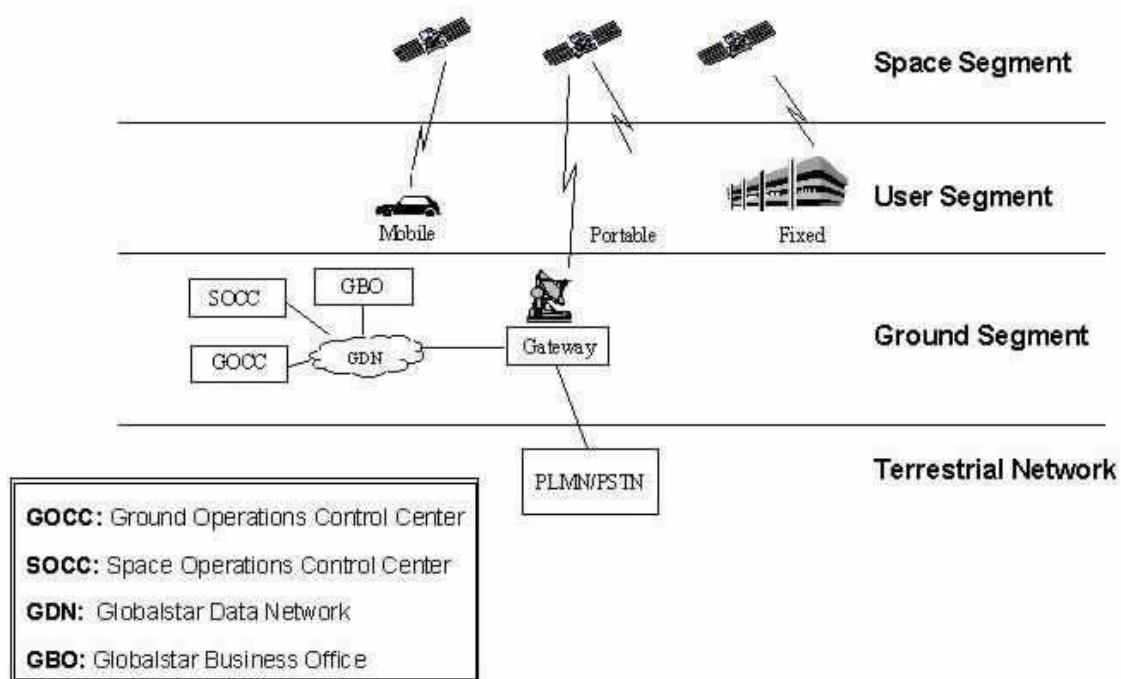 Space Segment
User Segment
Mobile
Portable
Fixed
SOCC
GBO
GOCC
GDN
Gateway
Ground Segment
PLMN/PSTN
Terrestrial Network
GOCC: Ground Operations Control Center
SOCC: Space Operations Control Center
GDN: Globalstar Data Network
GBO: Globalstar Business Office